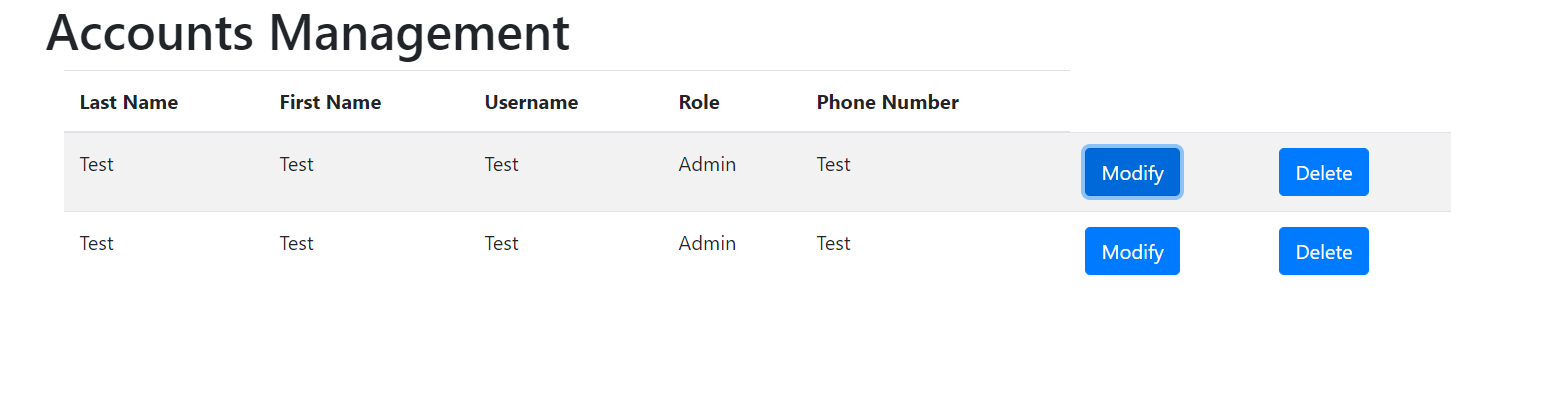 Accounts Management
Last Name First Name Username Role Phone Number
Test Test Test Admin Test Modify Delete
Test Test Test Admin Test Modify Delete